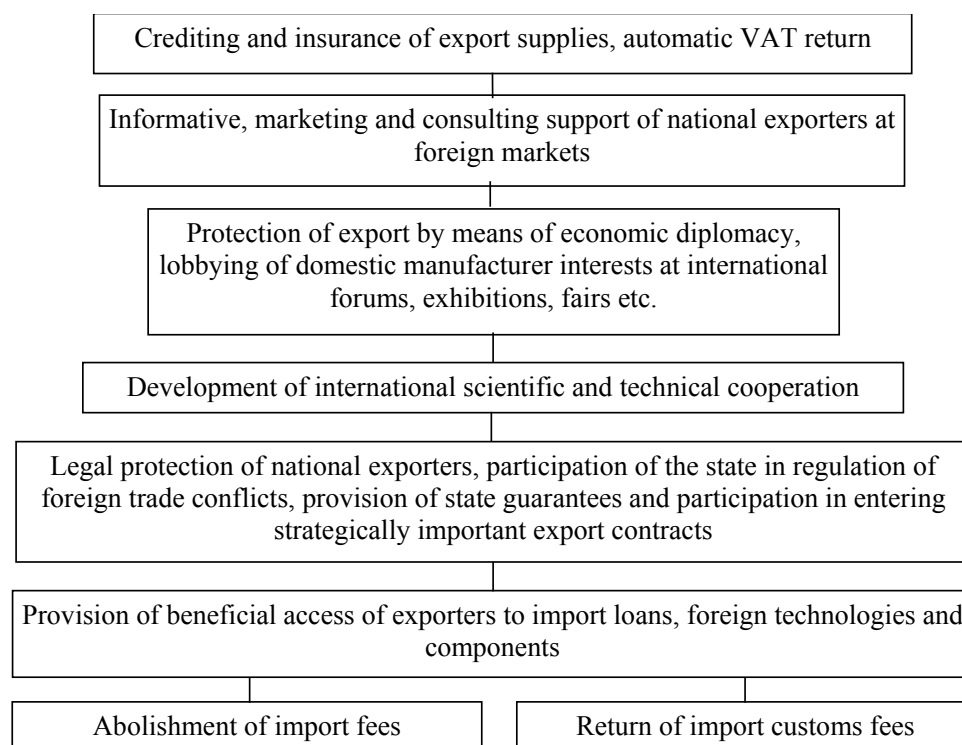 Crediting and insurance of export supplies, automatic VAT return
Informative, marketing and consulting support of national exporters at
foreign markets
Protection of export by means of economic diplomacy,
lobbying of domestic manufacturer interests at international
forums, exhibitions, fairs etc.
Development of international scientific and technical cooperation
Legal protection of national exporters, participation of the state in regulation of
foreign trade conflicts, provision of state guarantees and participation in entering
strategically important export contracts
Provision of beneficial access of exporters to import loans, foreign technologies and
components
Abolishment of import fees
Return of import customs fees